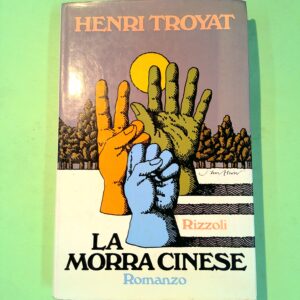 HENRI TROYAT
Rizzoli
LA
MORRA CINESE
Romanzo